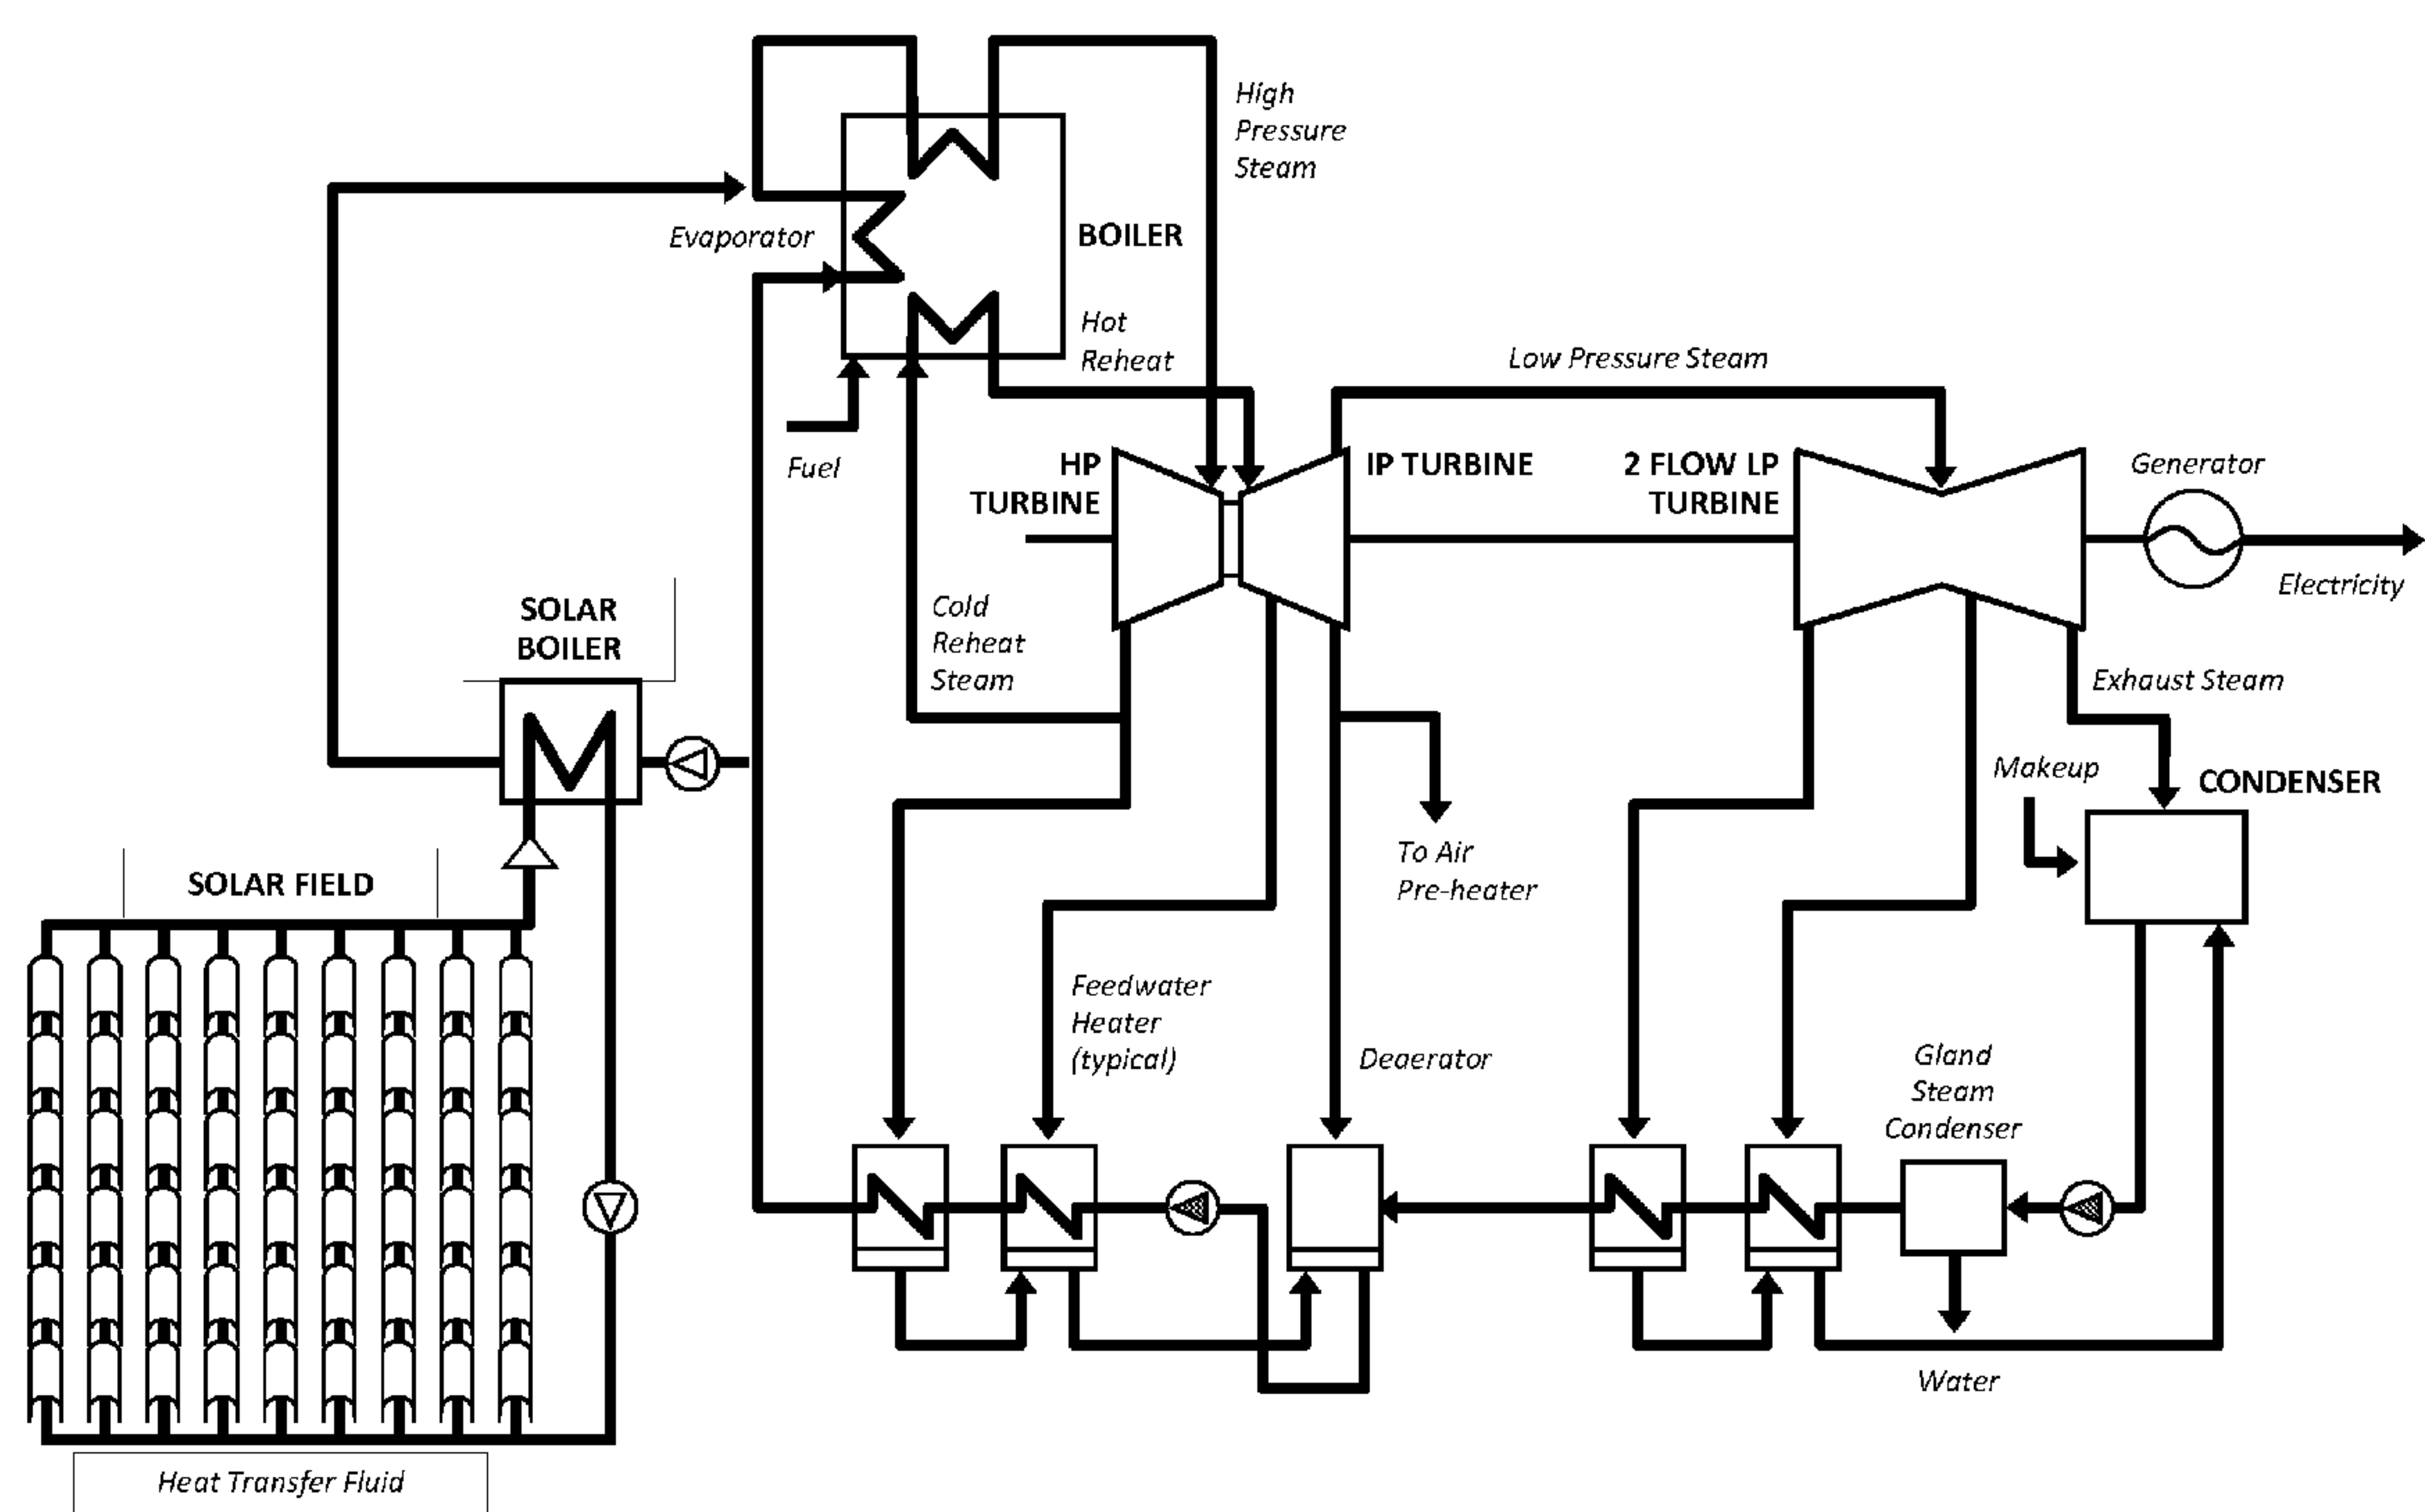 High
Pressure
Steam
Evaporator
BOILER
Hot
Reheat
Low Pressure Steam
Fuel
HP
TURBINE
IP TURBINE
2 FLOW LP
TURBINE
Generator
Electricity
Cold
Reheat
Steam
SOLAR
BOILER
Exhaust Steam
Makeup
CONDENSER
To Air
Pre-heater
SOLAR FIELD
Feedwater
Heater
(typical)
Deaerator
Gland
Steam
Condenser
Water
Heat Transfer Fluid